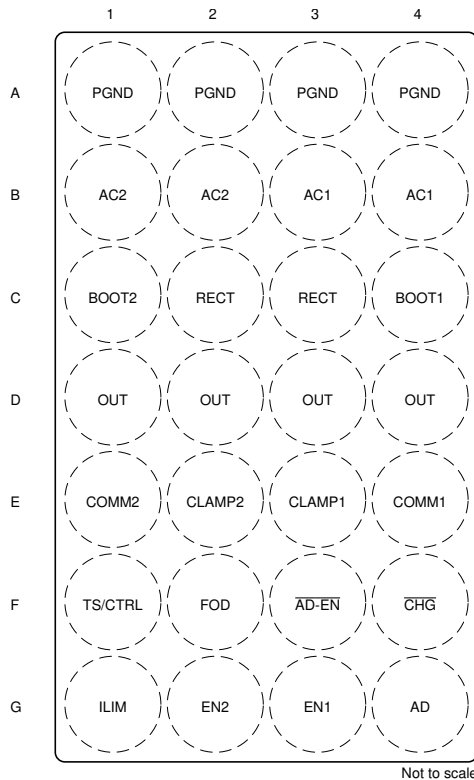 1 2 3 4
A PGND PGND PGND PGND
B AC2 AC2 AC1 AC1
C BOOT2 RECT RECT BOOT1
D OUT OUT OUT OUT
E COMM2 CLAMP2 CLAMP1 COMM1
F TS/CTRL FOD AD-EN CHG
G ILIM EN2 EN1 AD
Not to scale